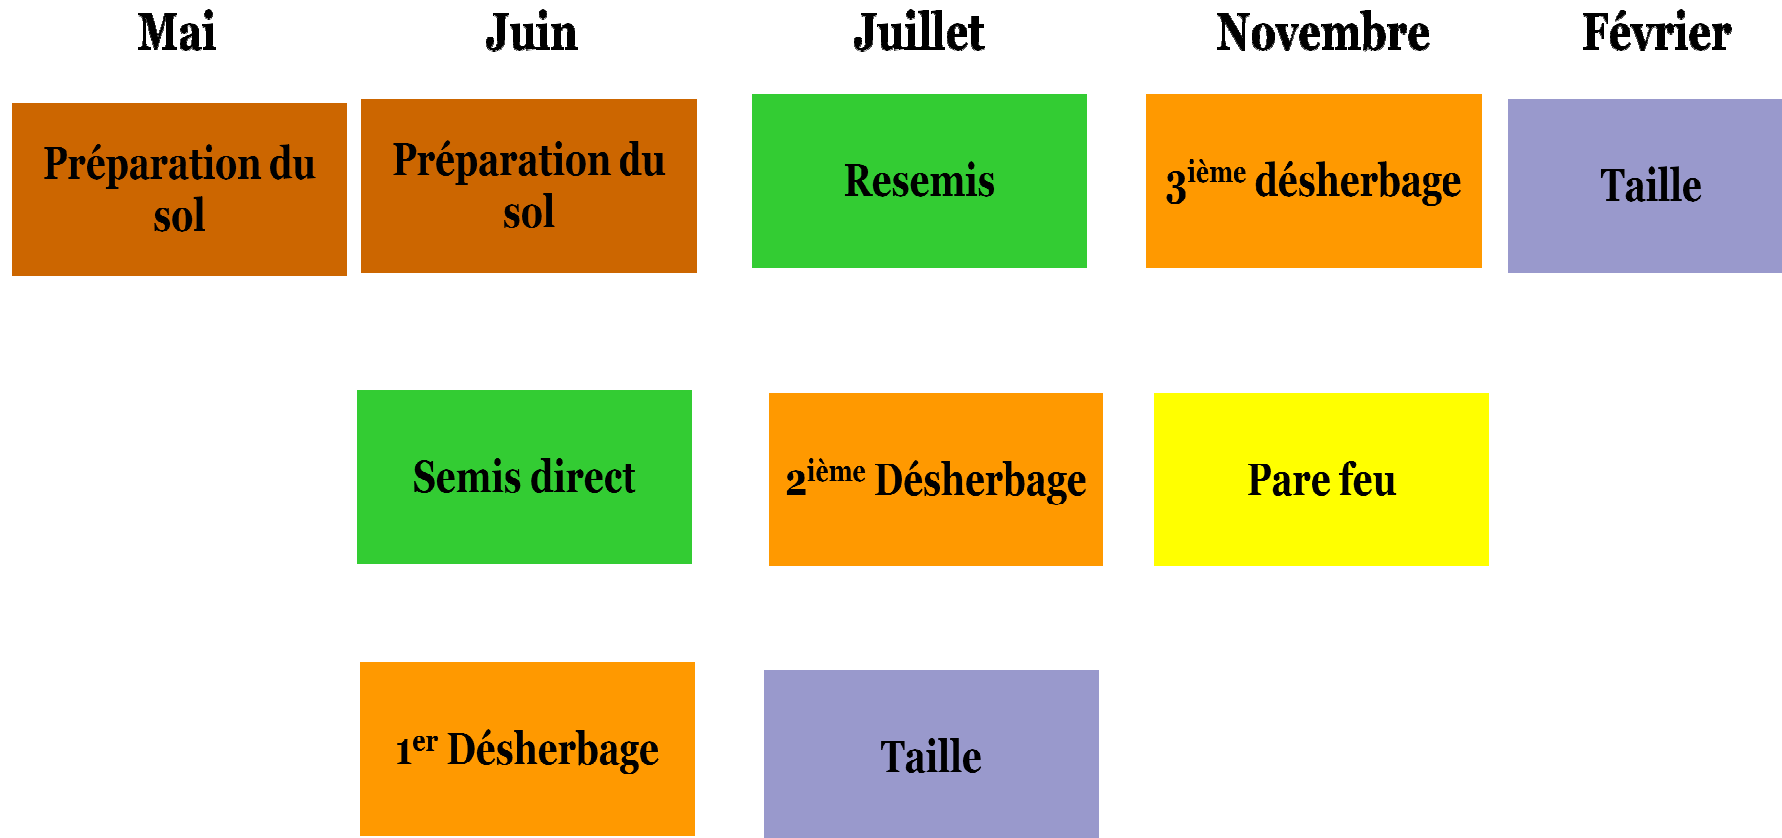 Mai
Juin
Juillet
Novembre
Février
Préparation du
sol
Préparation du
sol
Resemis
3ième désherbage
Taille
Semis direct
2ième Désherbage
Pare feu
1er Désherbage
Taille